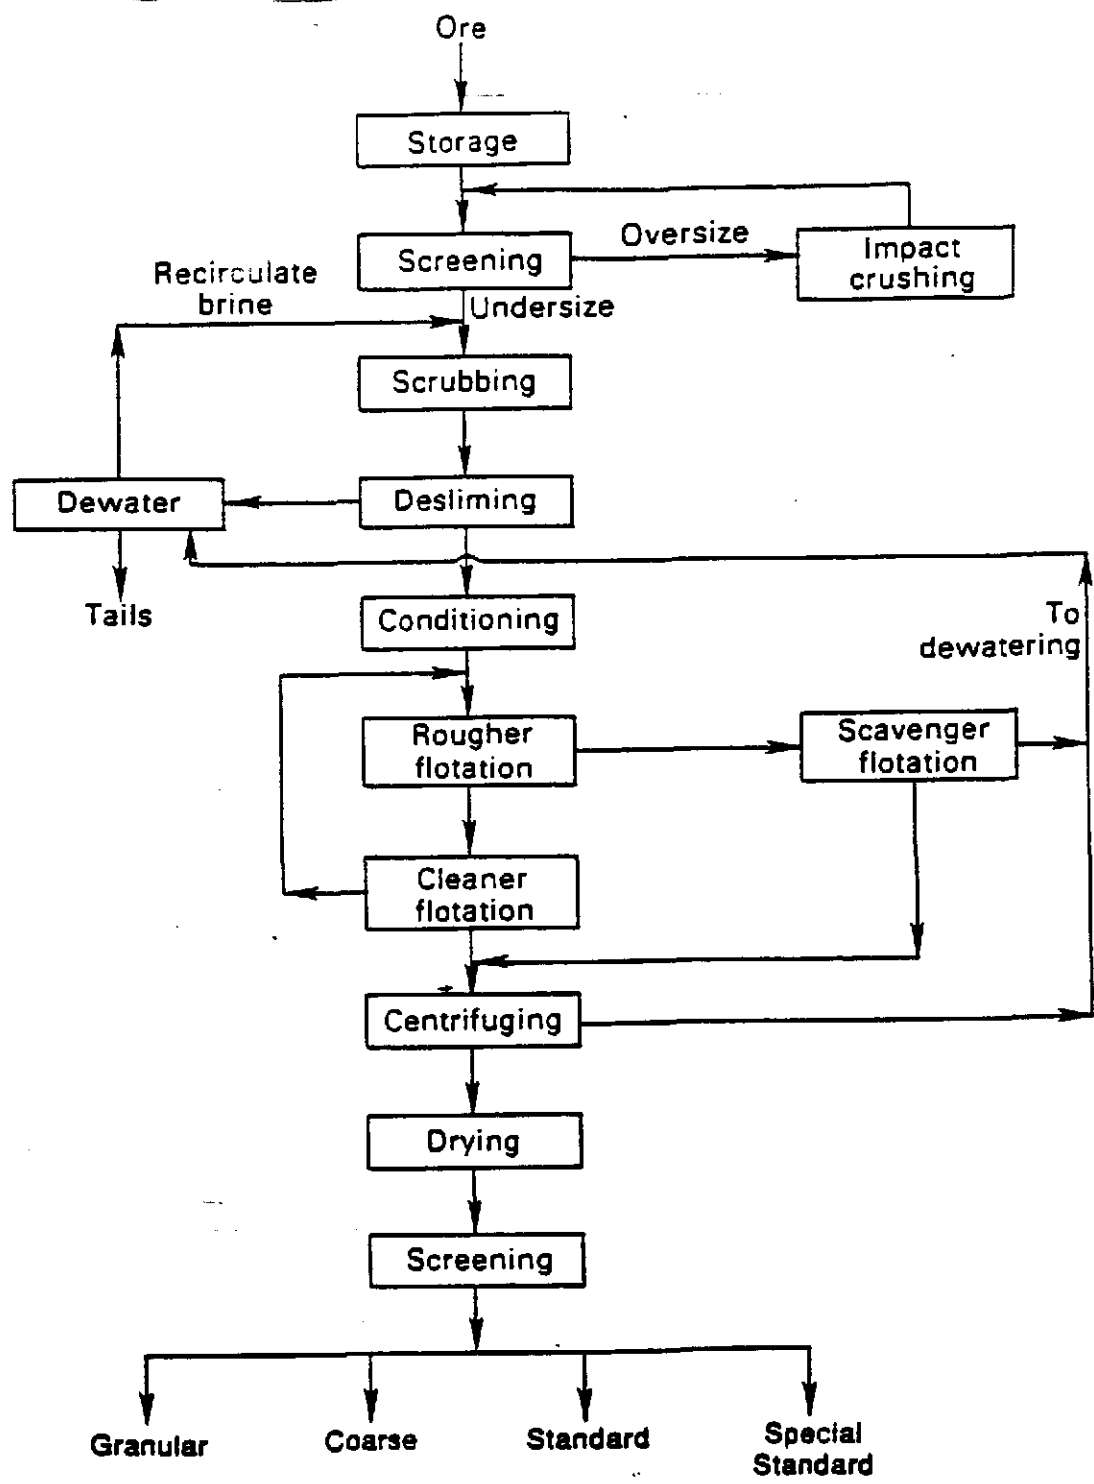 Ore
Storage
Screening
Oversize
Impact
crushing
Recirculate
brine
Undersize
Scrubbing
Dewater
Desliming
Tails
Conditioning
To
dewatering
Rougher
flotation
Scavenger
flotation
Cleaner
flotation
Centrifuging
Drying
Screening
Granular
Coarse
Standard
Special
Standard